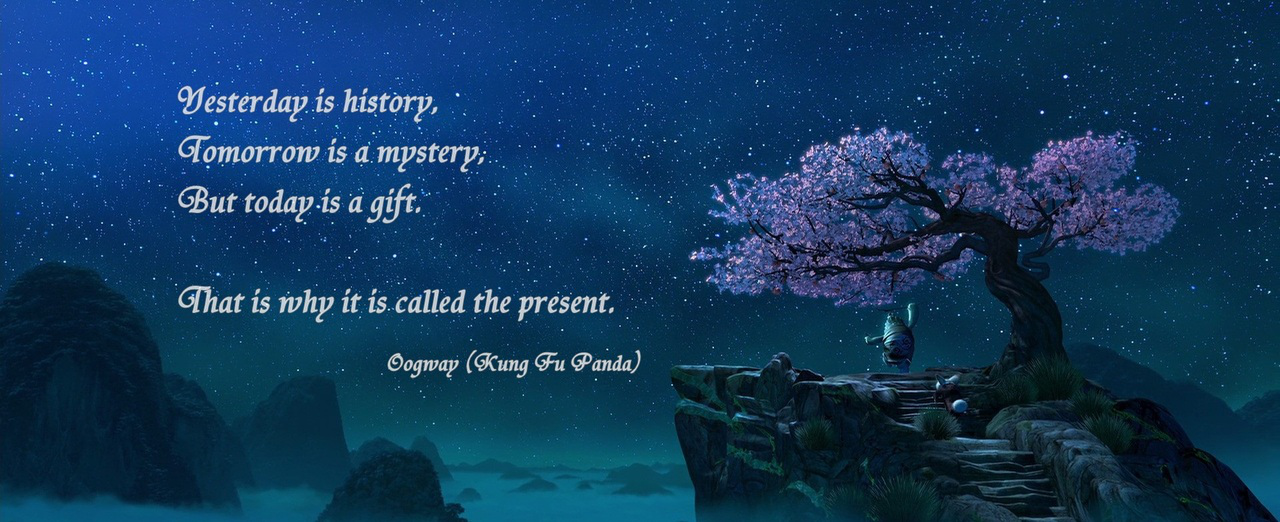 Yesterday is history,
Tomorrow is a mystery,
But today is a gift.
That is why it is called the present.
Oogway (Kung Fu Panda)